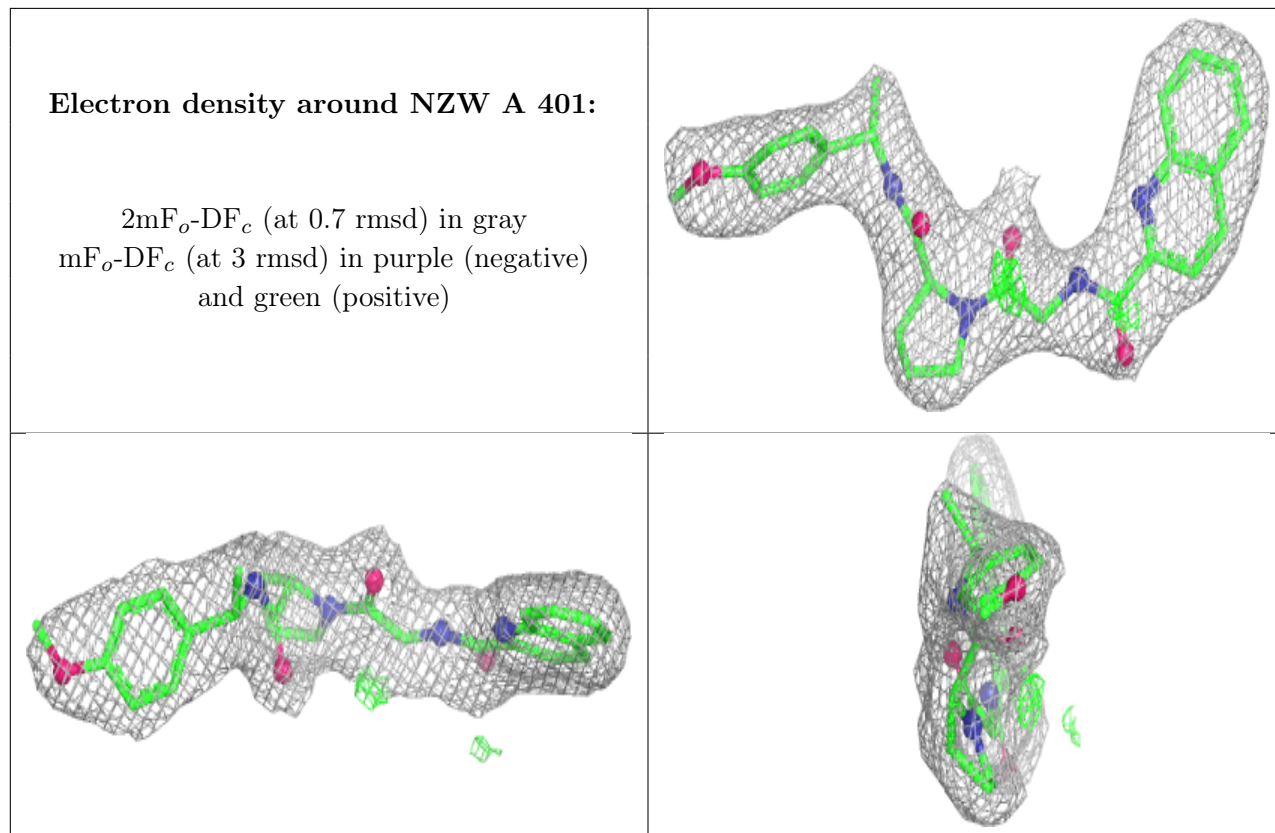 Electron density around NZW A 401:
2mFo-DFc (at 0.7 rmsd) in gray
mFo-DFc (at 3 rmsd) in purple (negative)
and green (positive)